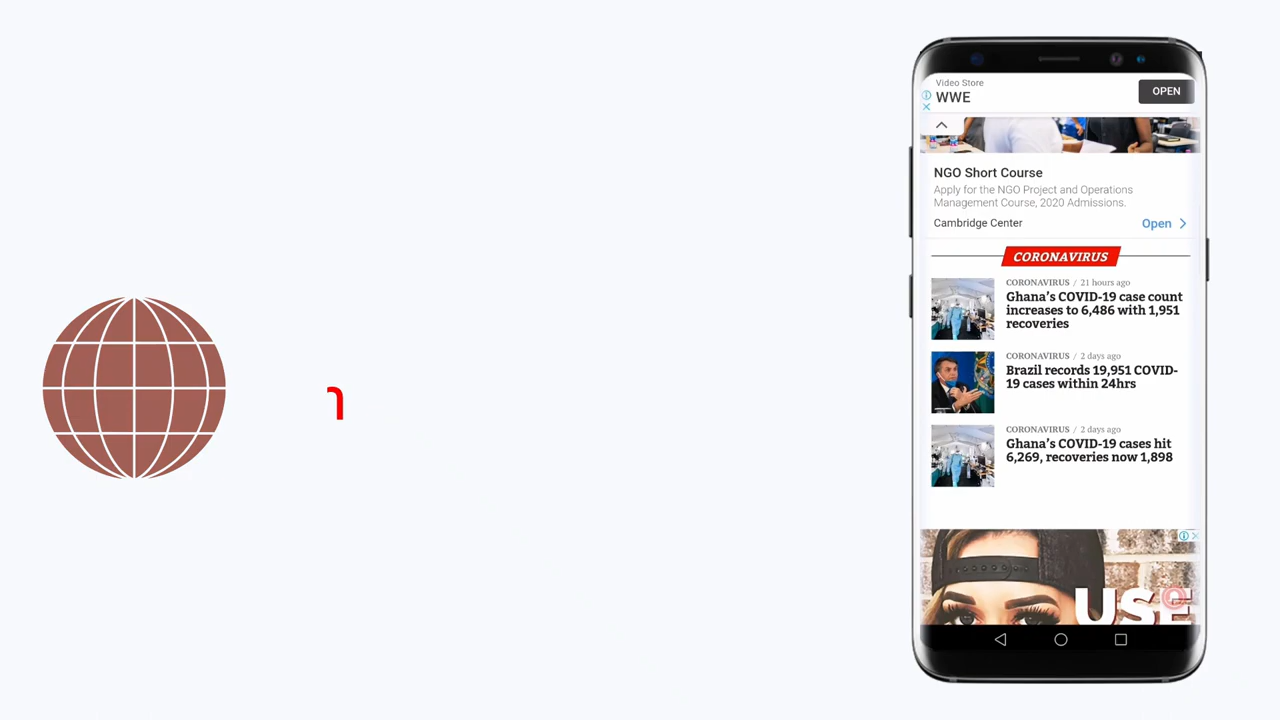 Video Store
WWE
OPEN
NGO Short Course
Apply for the NGO Project and Operations
Management Course, 2020 Admissions.
Cambridge Center
Open
CORONAVIRUS
CORONAVIRUS / 21 hours ago
Ghana's COVID-19 case count
increases to 6,486 with 1,951
recoveries
CORONAVIRUS / 2 days ago
Brazil records 19,951 COVID-
19 cases within 24hrs
CORONAVIRUS / 2 days ago
Ghana's COVID-19 cases hit
6,269, recoveries now 1,898
USE